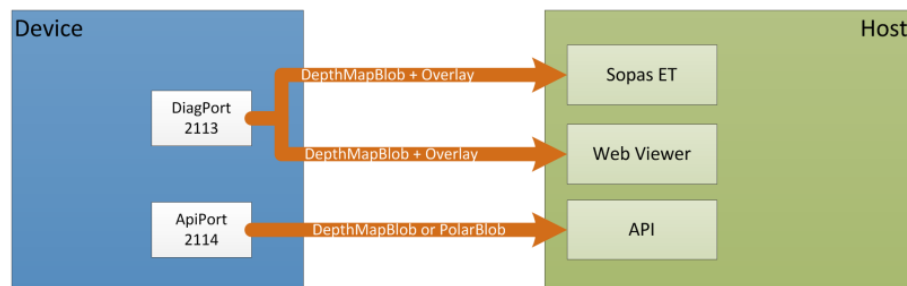 Device
Host
DepthMapBlob + Overlay
Sopas ET
DiagPort
2113
DepthMapBlob + Overlay
Web Viewer
ApiPort
2114
DepthMapBlob or PolarBlob
API